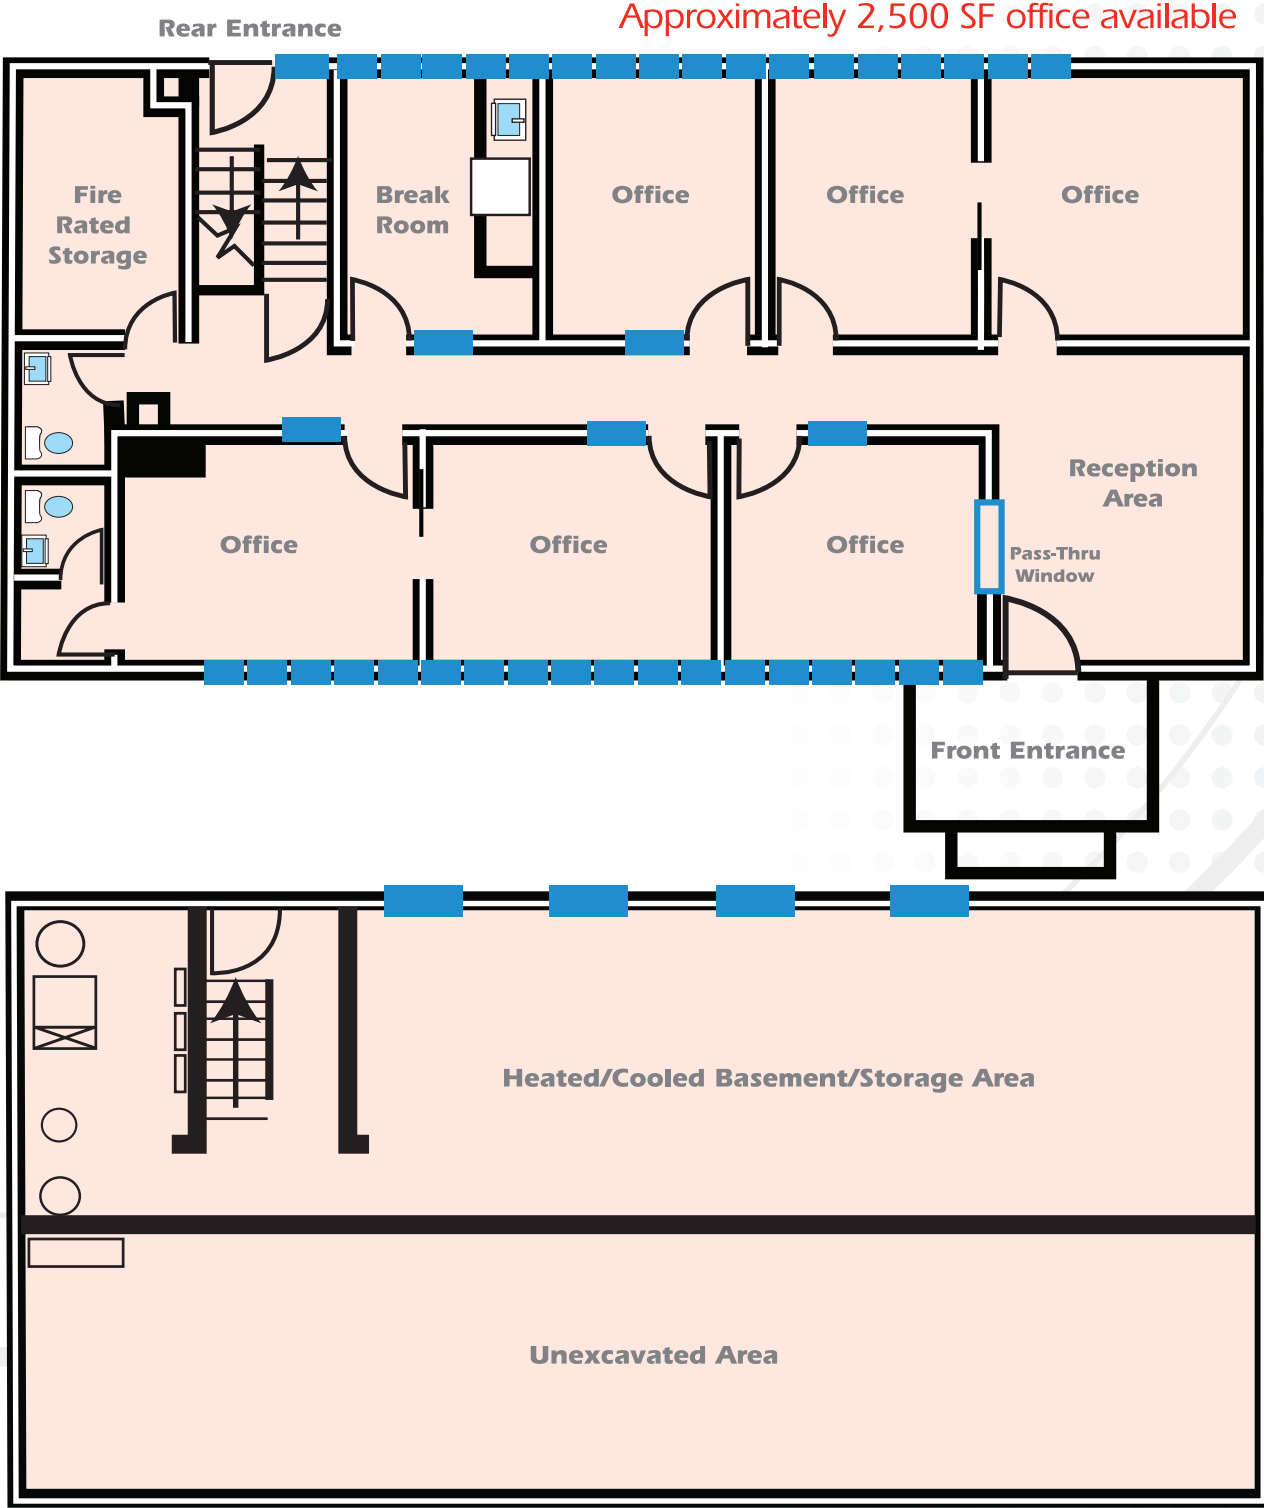 Approximately 2,500 SF office available
Rear Entrance
Fire
Rated
Storage
Break
Room
Office
Office
Office
Reception
Area
Office
Office
Office
Pass-Thru
Window
Front Entrance
Heated/Cooled Basement/Storage Area
Unexcavated Area